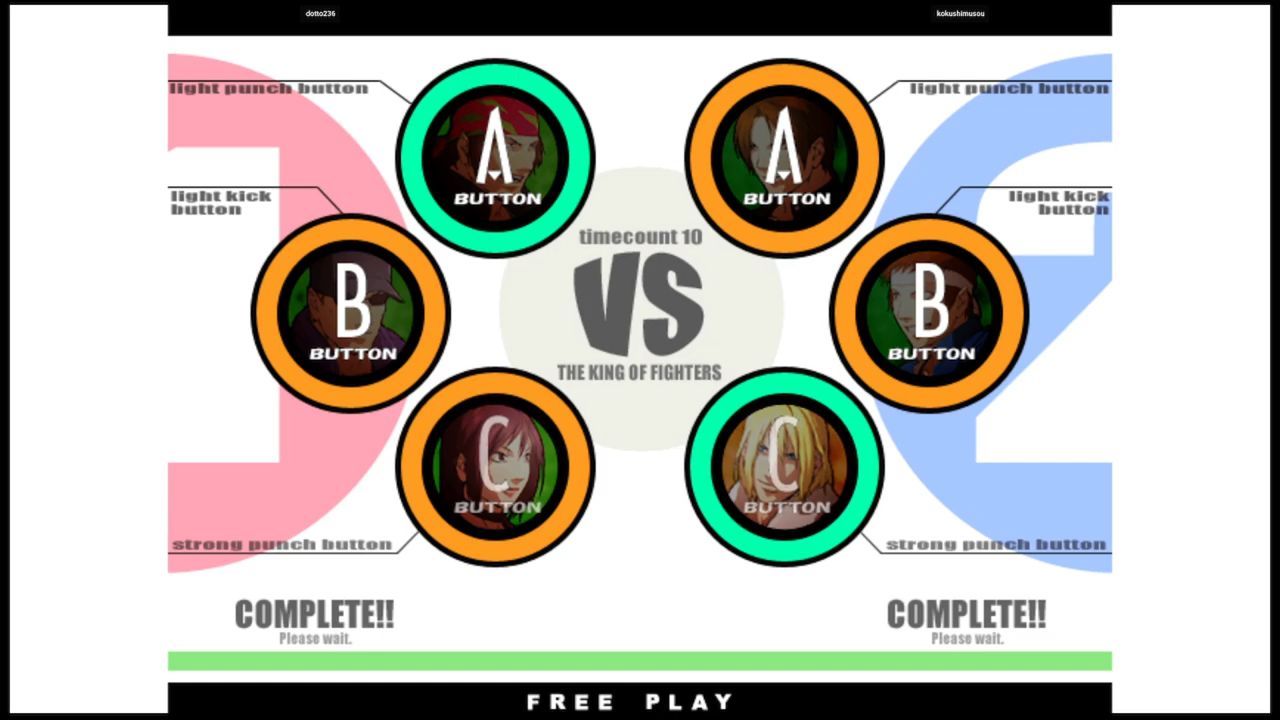 dotto236
kokushimusou
light punch button
light punch button
A
BUTTON
A
BUTTON
light kick
button
light kick
button
timecount 10
VS
THE KING OF FIGHTERS
B
BUTTON
B
BUTTON
C
BUTTON
C
BUTTON
strong punch button
strong punch button
COMPLETE!!
Please wait.
COMPLETE!!
Please wait.
FREE PLAY
1
2